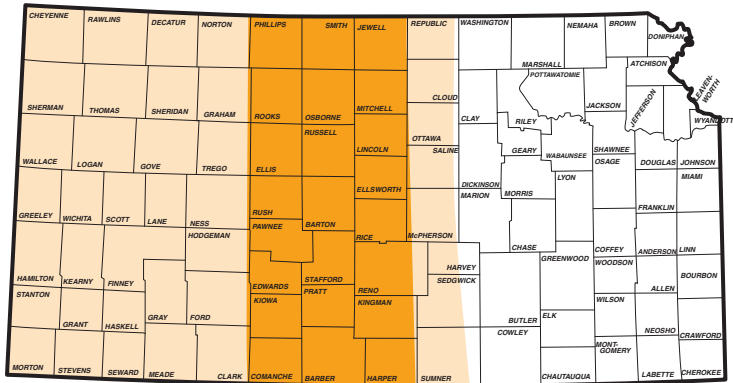 CHEYENNE
RAWLINS
DECATUR
NORTON
PHILLIPS
SMITH
JEWELL
REPUBLIC
WASHINGTON
NEMAHA
BROWN
DONIPHAN
MARSHALL
ATCHISON
POTTAWATOMIE
LEAVEN-
WORTH
SHERMAN
THOMAS
SHERIDAN
GRAHAM
ROOKS
OSBORNE
MITCHELL
CLOUD
CLAY
RILEY
JACKSON
JEFFERSON
WYANDOTT
RUSSELL
LINCOLN
OTTAWA
SALINE
GEARY
WABAUNSEE
SHAWNEE
OSAGE
DOUGLAS
JOHNSON
WALLACE
LOGAN
GOVE
TREGO
ELLIS
ELLSWORTH
DICKINSON
MARION
MORRIS
LYON
MIAMI
GREELEY
WICHITA
SCOTT
LANE
NESS
RUSH
PAWNEE
BARTON
RICE
McPHERSON
CHASE
FRANKLIN
HODGEMAN
GREENWOOD
COFFEY
WOODSON
ANDERSON
LINN
HAMILTON
KEARNY
FINNEY
EDWARDS
KIOWA
STAFFORD
PRATT
RENO
KINGMAN
HARVEY
SEDGWICK
ALLEN
BOURBON
STANTON
GRANT
HASKELL
GRAY
FORD
BUTLER
COWLEY
ELK
WILSON
NEOSHO
CRAWFORD
MONT-
GOMERY
MORTON
STEVENS
SEWARD
MEADE
CLARK
COMANCHE
BARBER
HARPER
SUMNER
CHAUTAUQUA
LABETTE
CHEROKEE